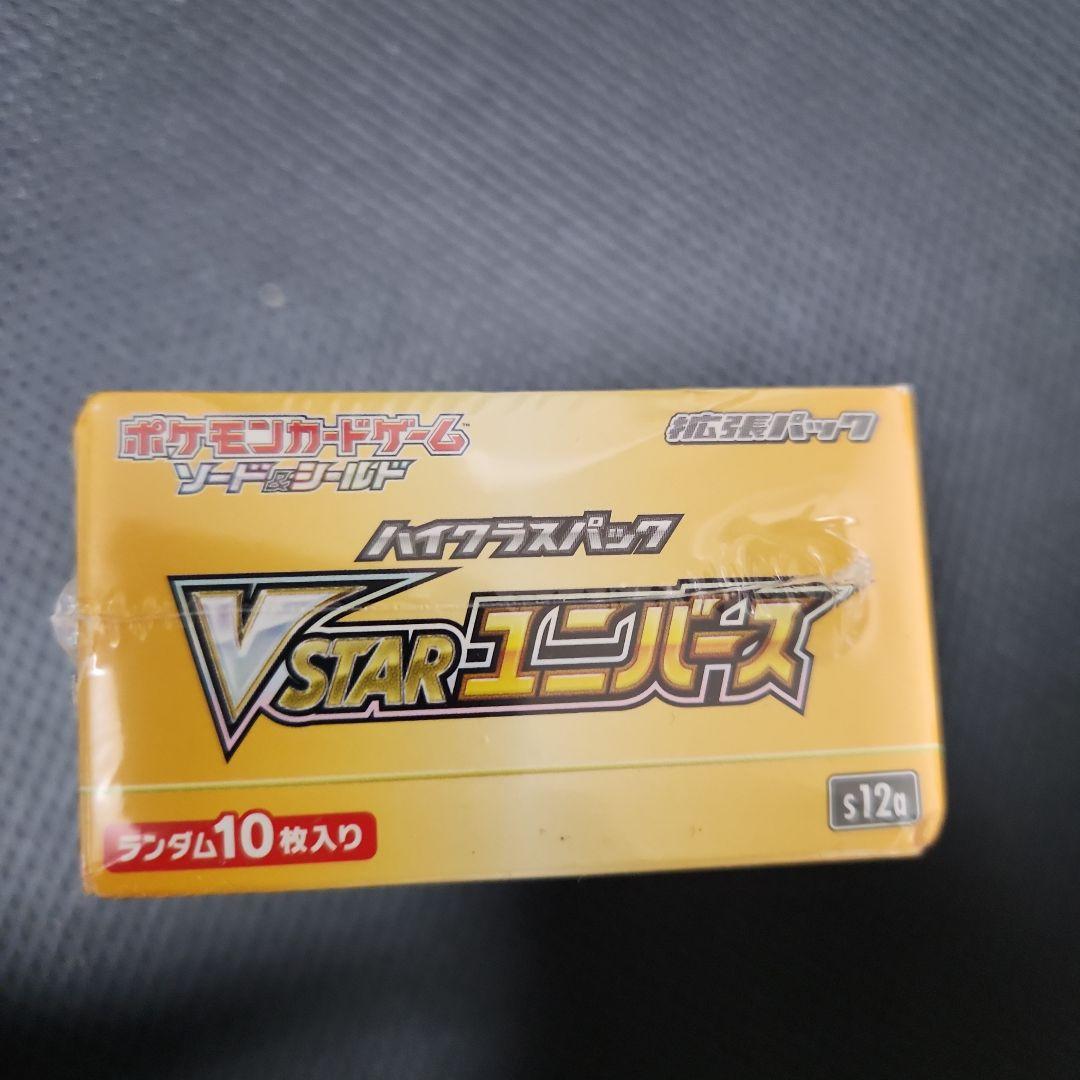 ポケモンカードゲーム™
ソード&シールド
拡張パック
ハイクラスパック
VSTARユニバース
ランダム10枚入り
s12a